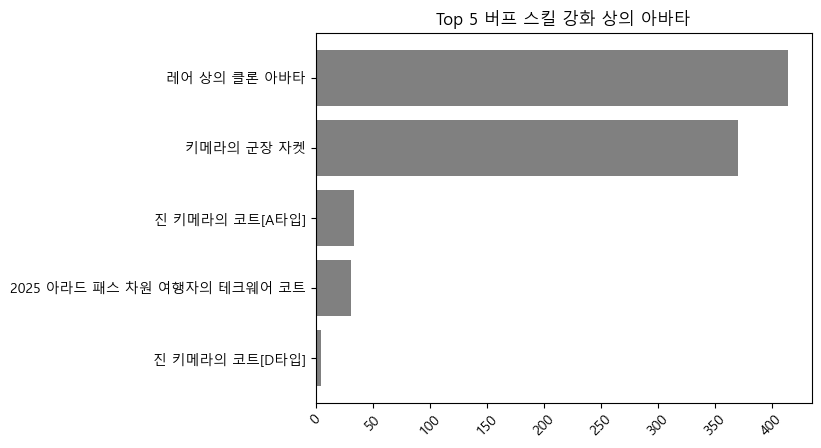 Top 5 버프 스킬 강화 상의 아바타
레어 상의 클론 아바타
키메라의 군장 자켓
진 키메라의 코트[A타입]
2025 아라드 패스 차원 여행자의 테크웨어 코트
진 키메라의 코트[D타입]
0
50
100
150
200
250
300
350
400